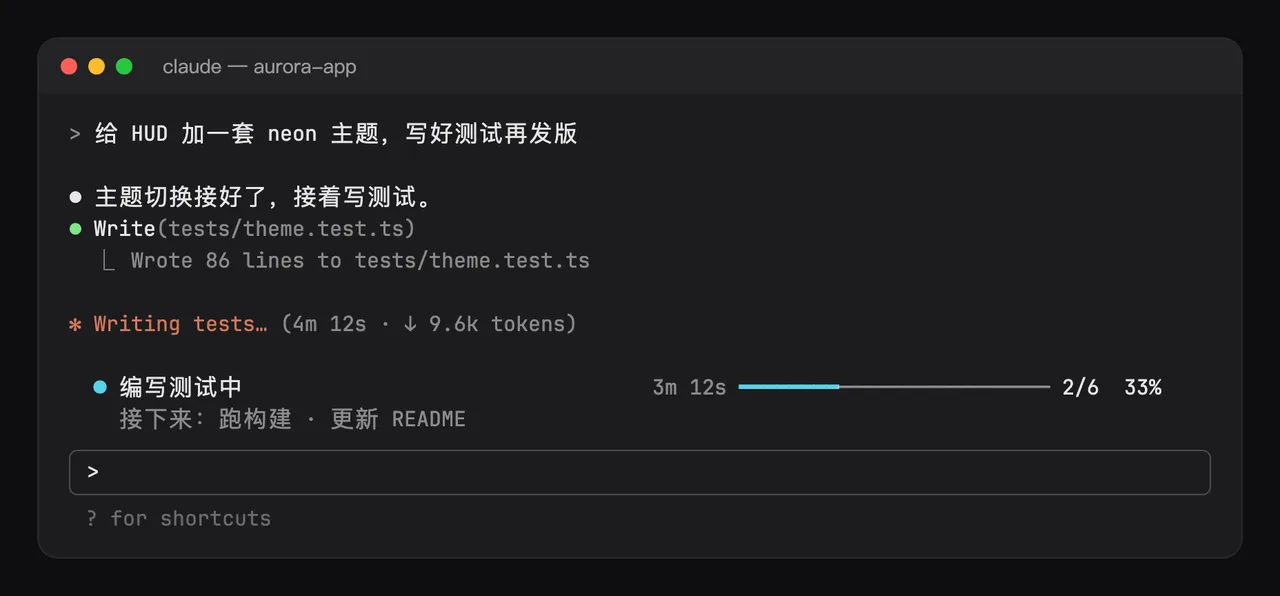 claude — aurora-app
> 给 HUD 加一套 neon 主题，写好测试再发版
● 主题切换接好了，接着写测试。
● Write(tests/theme.test.ts)
⎿ Wrote 86 lines to tests/theme.test.ts
* Writing tests… (4m 12s · ↓ 9.6k tokens)
● 编写测试中 3m 12s 2/6 33%
接下来：跑构建 · 更新 README
>
? for shortcuts